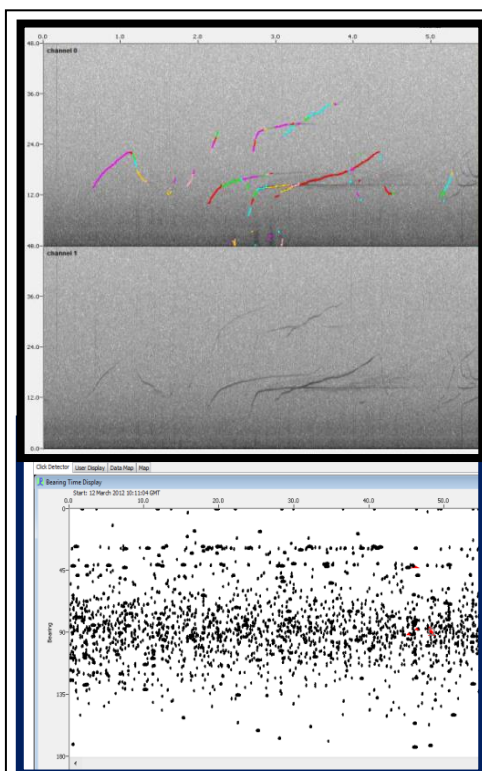 0.0 1.0 2.0 3.0 4.0 5.0
48.0
channel 0
36.0
24.0
12.0
48.0
channel 1
36.0
24.0
12.0
0.0
Click Detector User Display Data Map Map
Bearing Time Display
Start: 12 March 2012 10:11:04 GMT
0.0 10.0 20.0 30.0 40.0 50.0
0
45
Bearing
90
135
180